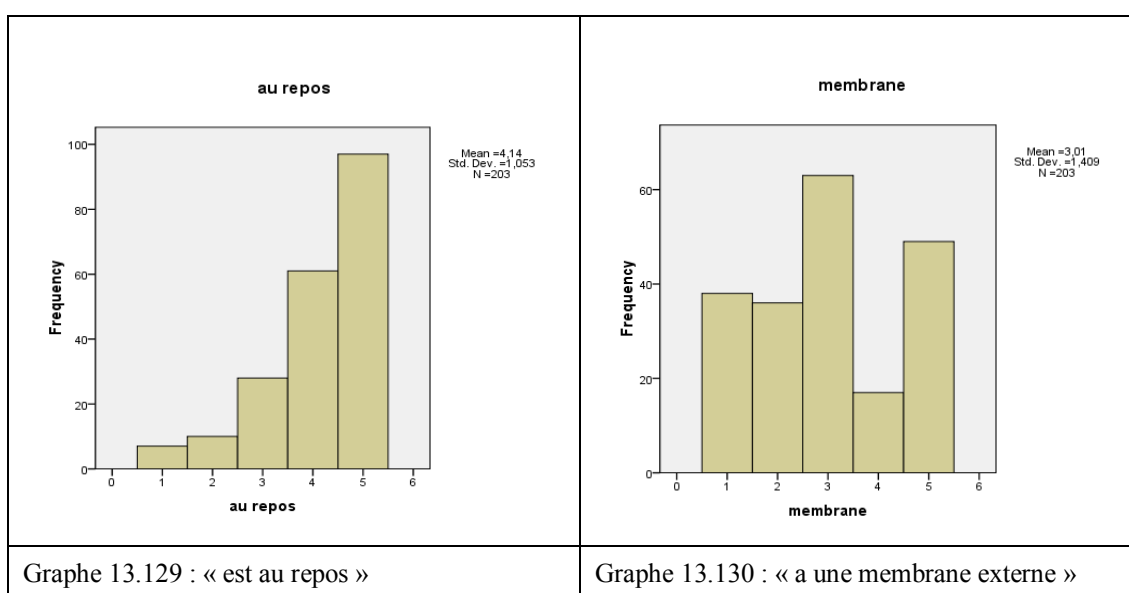 au repos
Mean =4,14
Std. Dev. =1,053
N =203
100
80
60
40
20
0
Frequency
0 1 2 3 4 5 6
au repos
Graphe 13.129 : « est au repos »
membrane
Mean =3,01
Std. Dev. =1,409
N =203
60
40
20
0
Frequency
0 1 2 3 4 5 6
membrane
Graphe 13.130 : « a une membrane externe »